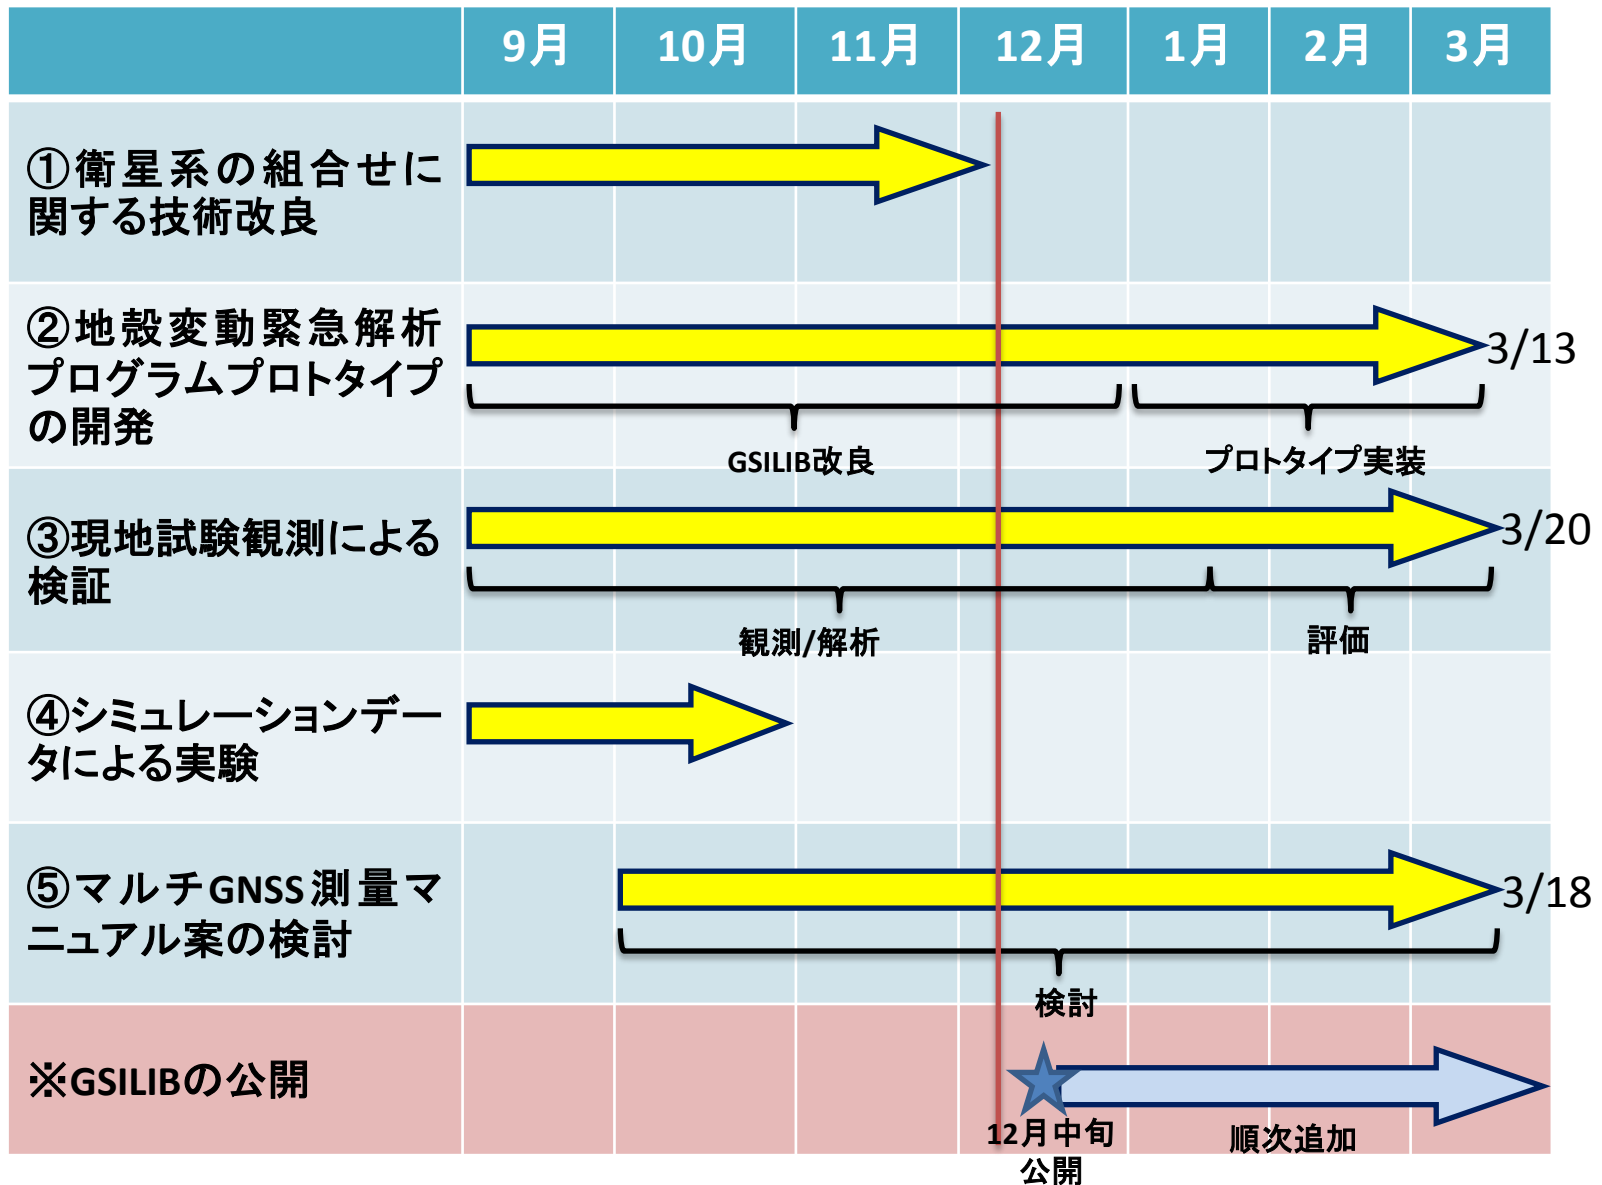 9月 10月 11月 12月 1月 2月 3月
①衛星系の組合せに
関する技術改良
②地殻変動緊急解析
プログラムプロトタイプ
の開発
3/13
GSILIB改良
プロトタイプ実装
③現地試験観測による
検証
3/20
観測/解析
評価
④シミュレーションデー
タによる実験
⑤マルチGNSS測量マ
ニュアル案の検討
3/18
検討
※GSILIBの公開
12月中旬
公開
順次追加